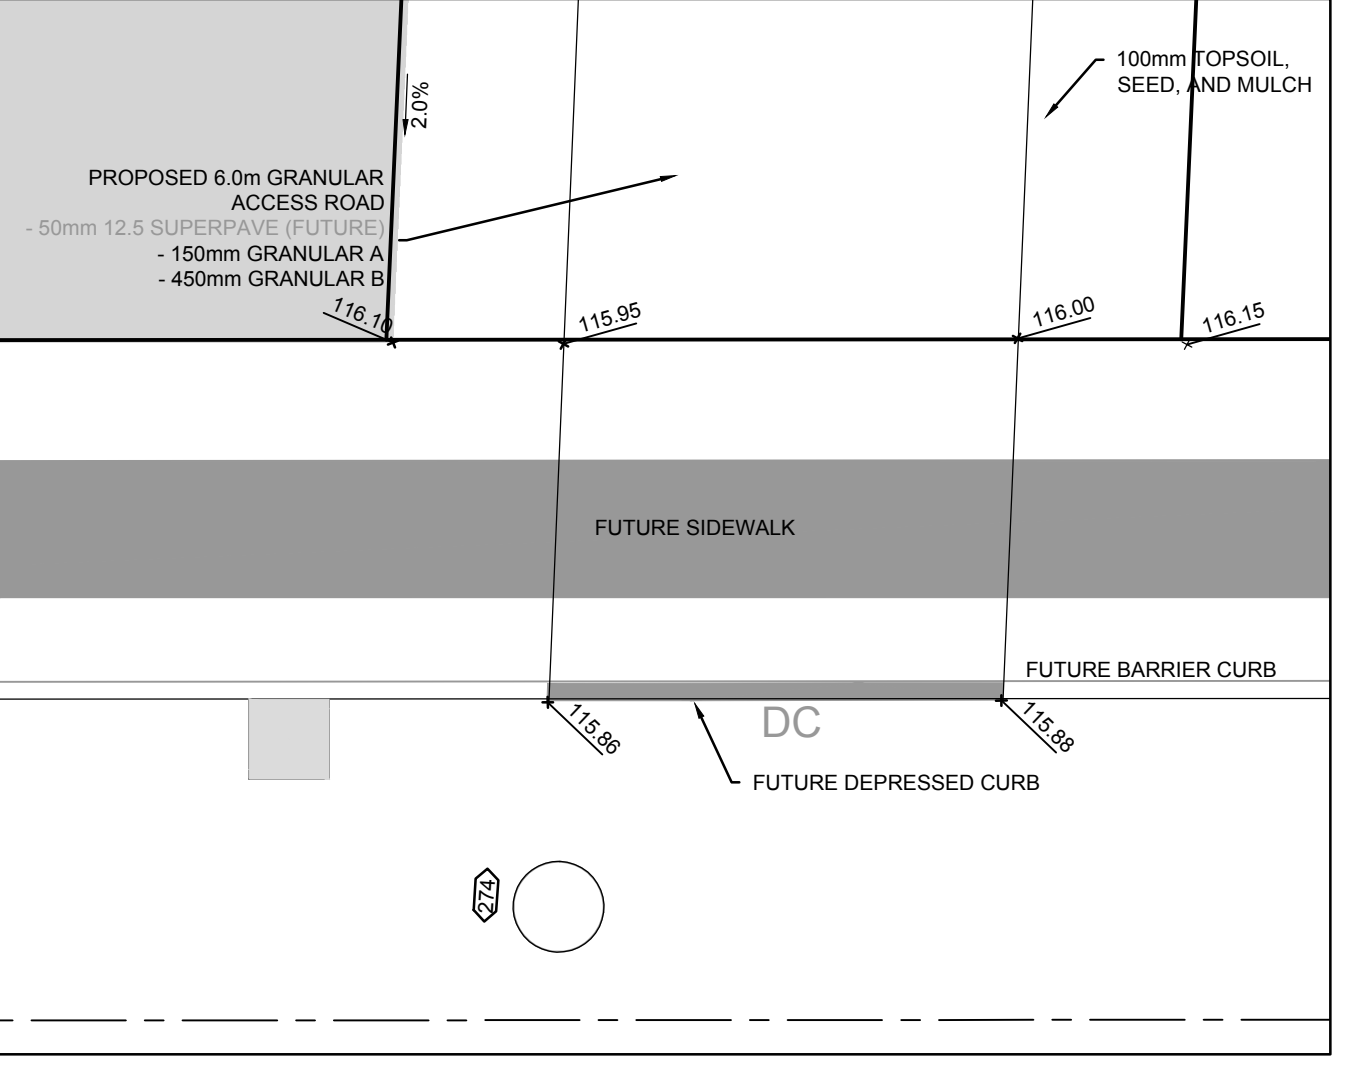 100mm TOPSOIL,
SEED, AND MULCH
2.0%
PROPOSED 6.0m GRANULAR
ACCESS ROAD
- 50mm 12.5 SUPERPAVE (FUTURE)
- 150mm GRANULAR A
- 450mm GRANULAR B
116.10
115.95
116.00
116.15
FUTURE SIDEWALK
FUTURE BARRIER CURB
115.86
DC
115.88
FUTURE DEPRESSED CURB
274